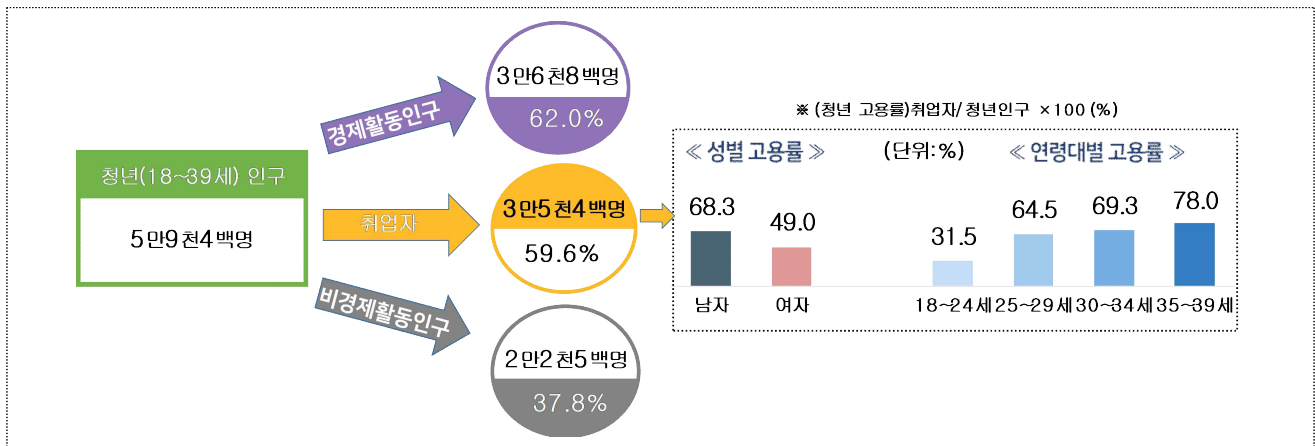 3만6천8백명
62.0%
경제활동인구
※ (청년 고용률)취업자/ 청년인구 ×100 (%)
≪ 성별 고용률 ≫
(단위:%)
≪ 연령대별 고용률 ≫
청년(18~39세) 인구
5만9천4백명
취업자
3만5천4백명
59.6%
68.3
49.0
31.5
64.5
69.3
78.0
남자
여자
18~24세
25~29세
30~34세
35~39세
비경제활동인구
2만2천5백명
37.8%